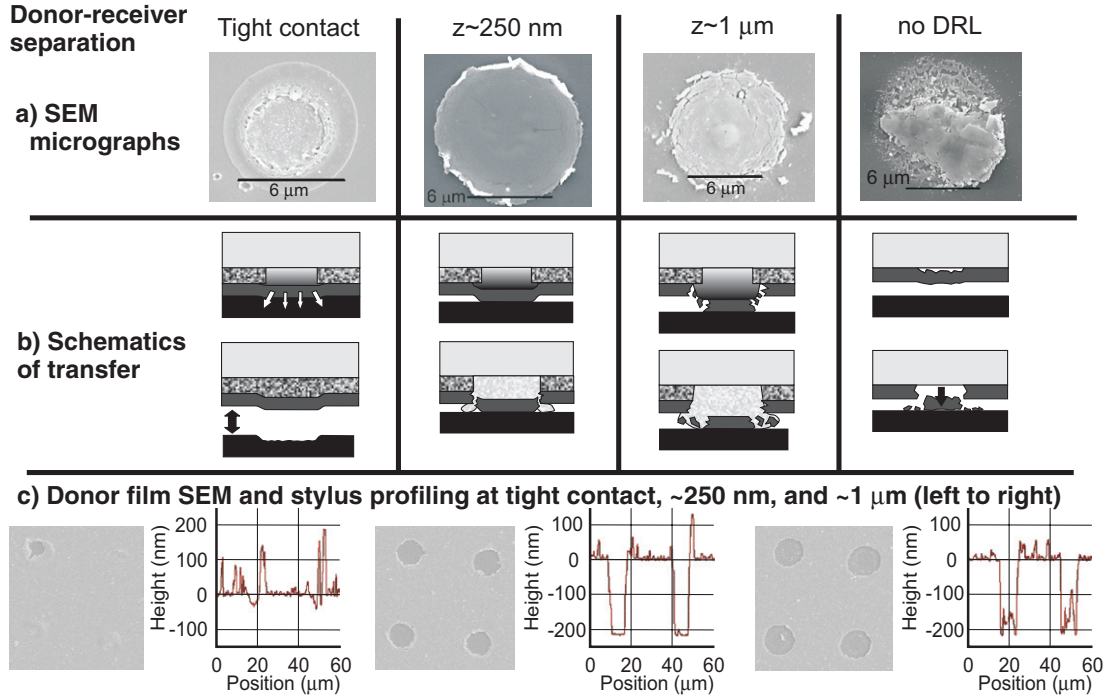 Donor-receiver
separation
Tight contact
z~250 nm
z~1 μm
no DRL
a) SEM
micrographs
6 μm
6 μm
6 μm
6 μm
b) Schematics
of transfer
c) Donor film SEM and stylus profiling at tight contact, ~250 nm, and ~1 μm (left to right)
Height (nm)
200
100
0
-100
0 20 40 60
Position (μm)
Height (nm)
100
0
-100
-200
0 20 40 60
Position (μm)
Height (nm)
100
0
-100
-200
0 20 40 60
Position (μm)